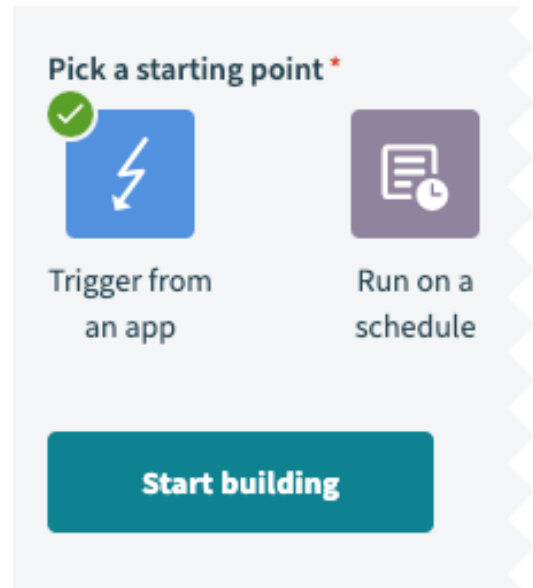 Pick a starting point *
Trigger from
an app
Run on a
schedule
Start building